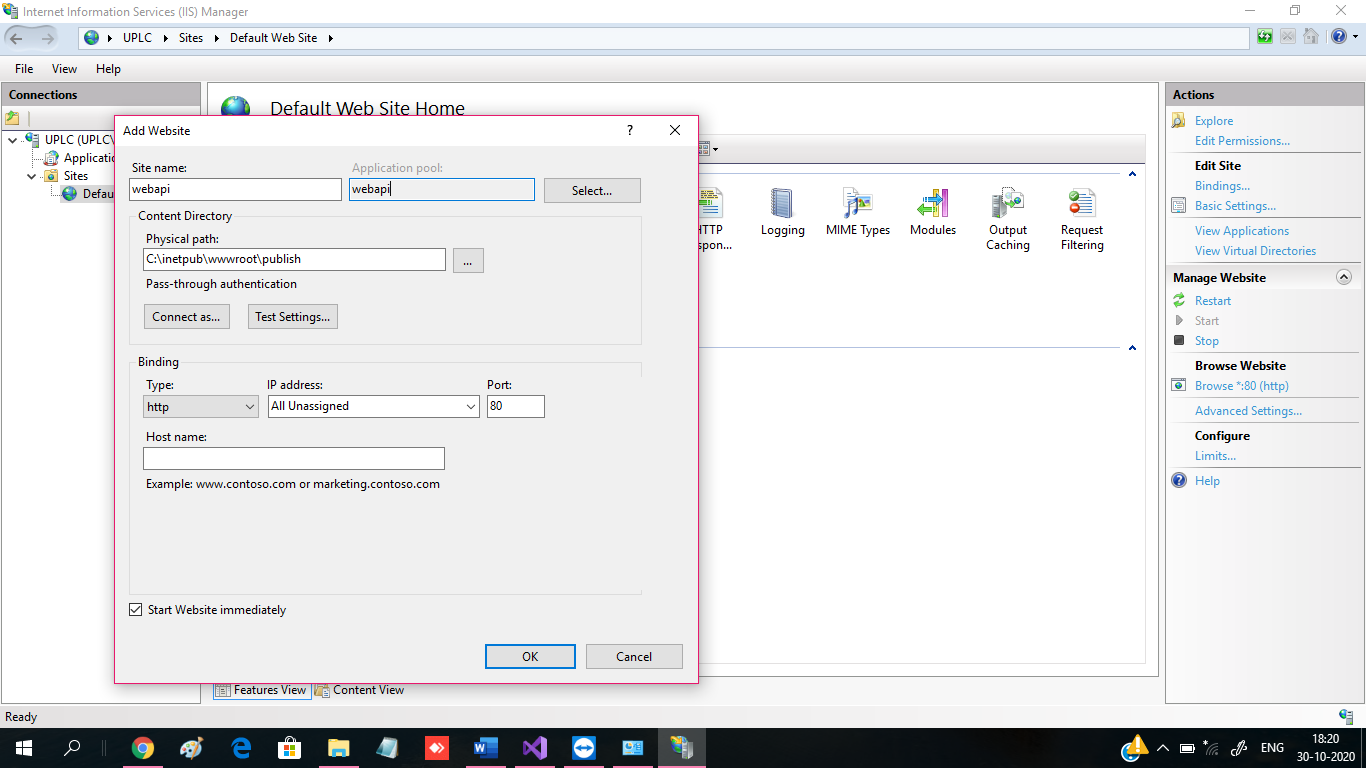 Internet Information Services (IIS) Manager
UPLC Sites Default Web Site
File View Help
Connections
UPLC (UPLC\
Applicatio
Sites
Defau
Default Web Site Home
Add Website
?
Site name:
Application pool:
webapi
webapi
Select...
Content Directory
Physical path:
C:\inetpub\wwwroot\publish
...
Pass-through authentication
Connect as...
Test Settings...
Binding
Type:
IP address:
Port:
http
All Unassigned
80
Host name:
Example: www.contoso.com or marketing.contoso.com
Start Website immediately
OK
Cancel
HTTP
spon...
Logging
MIME Types
Modules
Output
Caching
Request
Filtering
Features View
Content View
Actions
Explore
Edit Permissions...
Edit Site
Bindings...
Basic Settings...
View Applications
View Virtual Directories
Manage Website
Restart
Start
Stop
Browse Website
Browse *:80 (http)
Advanced Settings...
Configure
Limits...
Help
Ready
ENG
18:20
30-10-2020